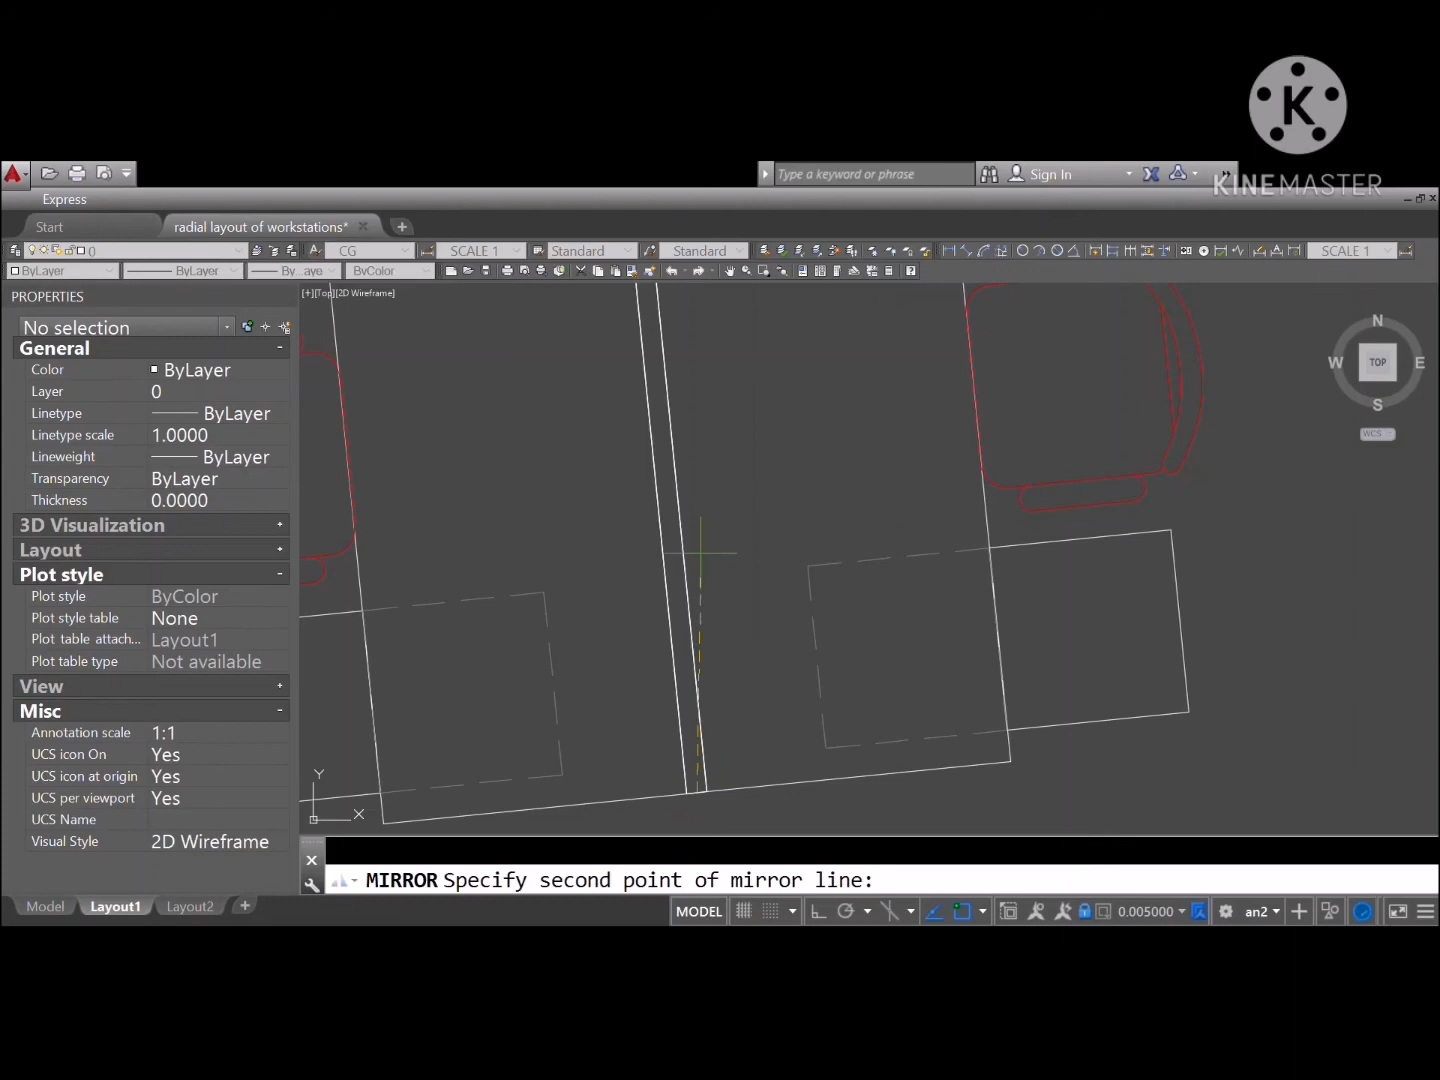 K
KINEMASTER
Type a keyword or phrase
Sign In
Express
Start
radial layout of workstations*
0
CG
SCALE 1
Standard
Standard
SCALE 1
ByLayer
ByLayer
By...aye
ByColor
PROPERTIES
[+][Top][2D Wireframe]
No selection
General
Color ByLayer
Layer 0
Linetype ByLayer
Linetype scale 1.0000
Lineweight ByLayer
Transparency ByLayer
Thickness 0.0000
3D Visualization
Layout
Plot style
Plot style ByColor
Plot style table None
Plot table attach... Layout1
Plot table type Not available
View
Misc
Annotation scale 1:1
UCS icon On Yes
UCS icon at origin Yes
UCS per viewport Yes
UCS Name
Visual Style 2D Wireframe
N
W TOP E
S
WCS
Y
X
MIRROR Specify second point of mirror line:
Model Layout1 Layout2
MODEL
0.005000
an2